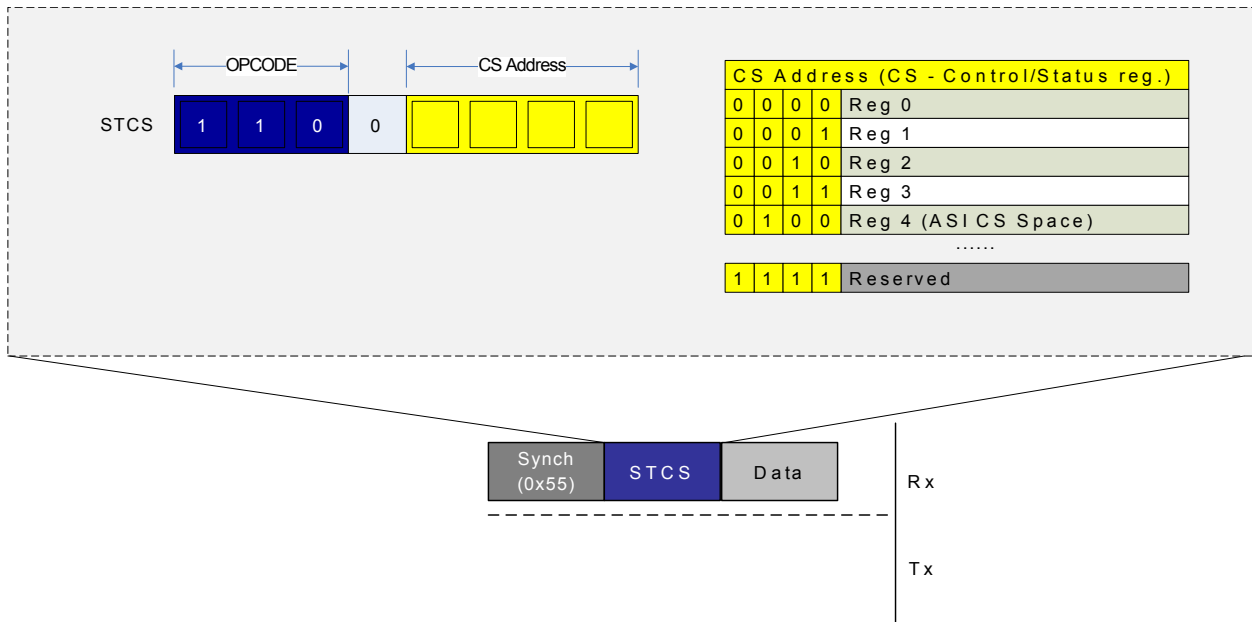 OPCODE
CS Address
STCS
1 1 0 0
CS Address (CS - Control/Status reg.)
0 0 0 0 Reg 0
0 0 0 1 Reg 1
0 0 1 0 Reg 2
0 0 1 1 Reg 3
0 1 0 0 Reg 4 (ASI CS Space)
......
1 1 1 1 Reserved
Synch
(0x55)
STCS
Data
Rx
Tx